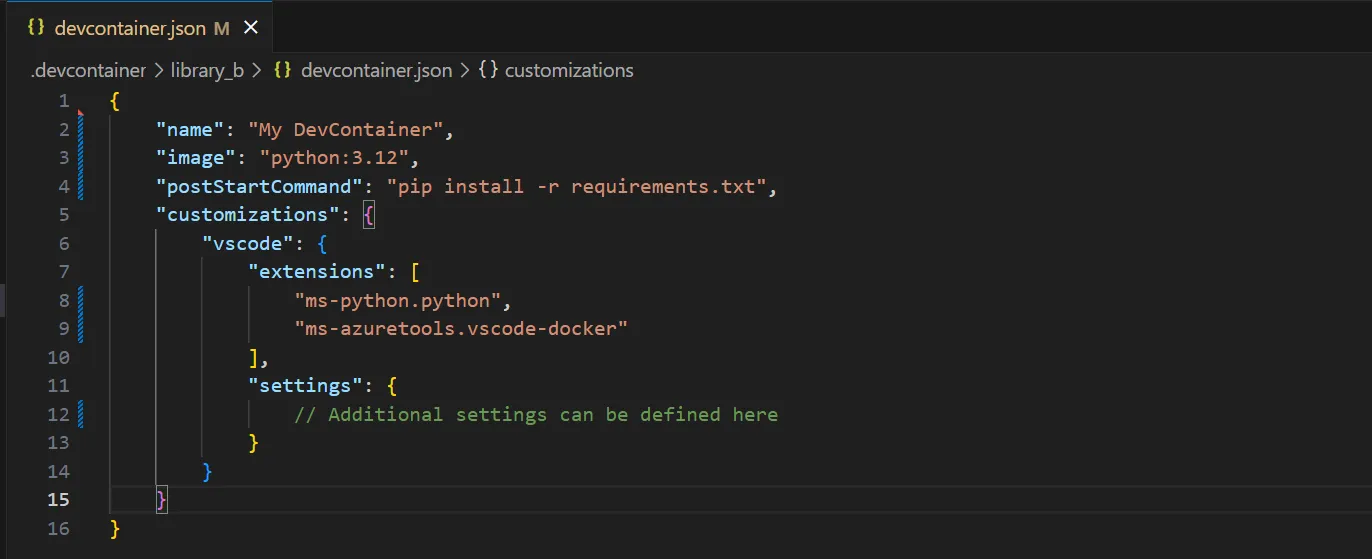 {} devcontainer.json M ×
.devcontainer > library_b > {} devcontainer.json > {} customizations
1 {
2 "name": "My DevContainer",
3 "image": "python:3.12",
4 "postStartCommand": "pip install -r requirements.txt",
5 "customizations": {
6 "vscode": {
7 "extensions": [
8 "ms-python.python",
9 "ms-azuretools.vscode-docker"
10 ],
11 "settings": {
12 // Additional settings can be defined here
13 }
14 }
15 }
16 }